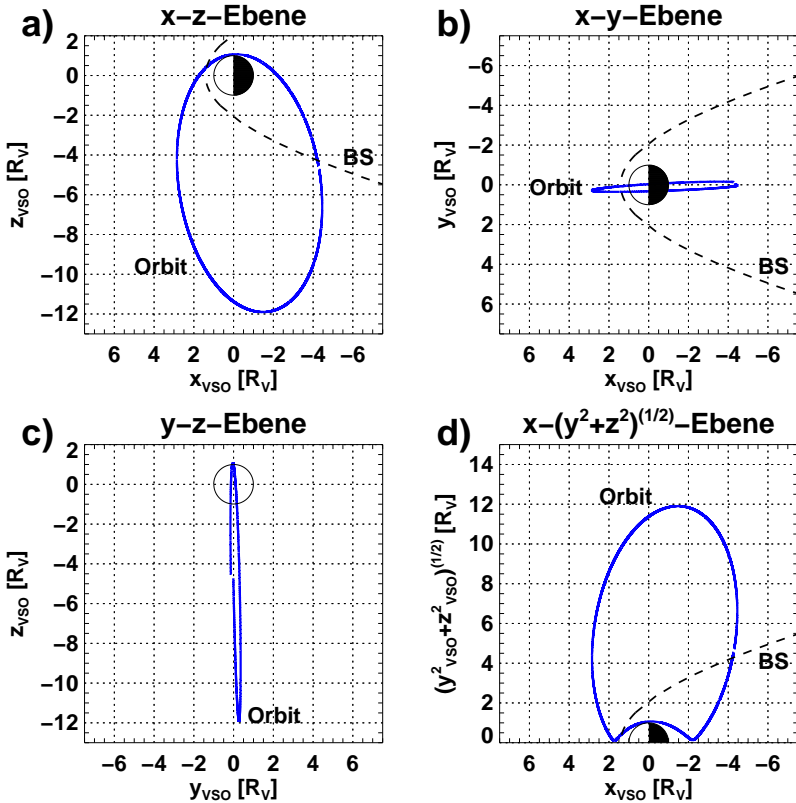 a)
x−z−Ebene
2
0
−2
−4
−6
−8
−10
−12
z_VSO [R_V]
BS
Orbit
6 4 2 0 −2 −4 −6
x_VSO [R_V]
b)
x−y−Ebene
−6
−4
−2
0
2
4
6
y_VSO [R_V]
Orbit
BS
6 4 2 0 −2 −4 −6
x_VSO [R_V]
c)
y−z−Ebene
2
0
−2
−4
−6
−8
−10
−12
z_VSO [R_V]
Orbit
−6 −4 −2 0 2 4 6
y_VSO [R_V]
d)
x−(y²+z²)^(1/2)−Ebene
14
12
10
8
6
4
2
0
(y²_VSO+z²_VSO)^(1/2) [R_V]
Orbit
BS
6 4 2 0 −2 −4 −6
x_VSO [R_V]